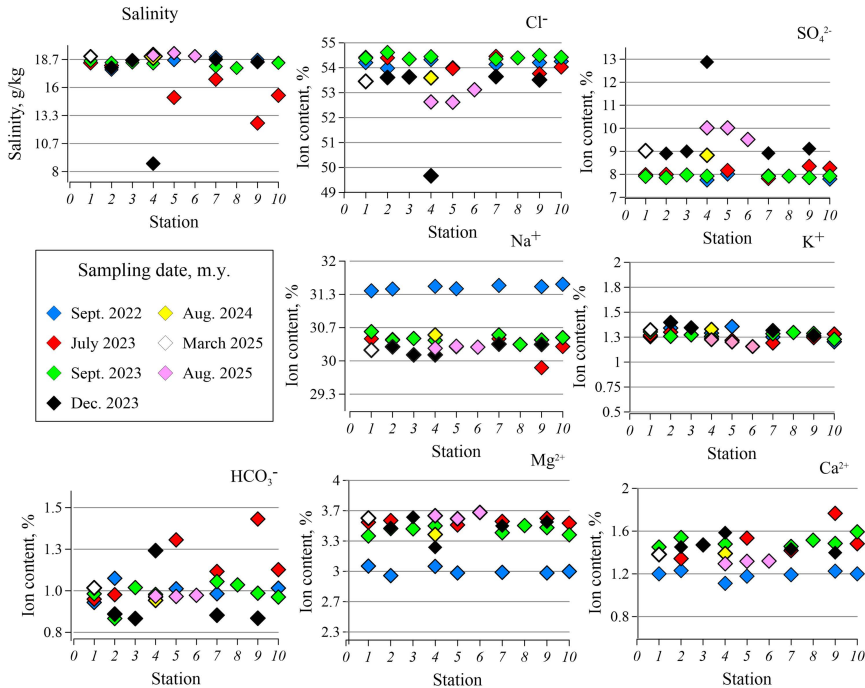 Salinity
Salinity, g/kg
18.7
16
13.3
10.7
8
0 1 2 3 4 5 6 7 8 9 10
Station
Cl⁻
Ion content, %
55
54
53
52
50
49
0 1 2 3 4 5 6 7 8 9 10
Station
SO₄²⁻
Ion content, %
13
12
11
10
9
8
7
0 1 2 3 4 5 6 7 8 9 10
Station
Sampling date, m.y.
Sept. 2022
July 2023
Sept. 2023
Dec. 2023
Aug. 2024
March 2025
Aug. 2025
Na⁺
Ion content, %
32
31.3
30.7
30
29.3
0 1 2 3 4 5 6 7 8 9 10
Station
K⁺
Ion content, %
2
2
1.5
1.3
1
0.75
0.5
0 1 2 3 4 5 6 7 8 9 10
Station
HCO₃⁻
Ion content, %
1.5
1.3
1.0
0.8
0 1 2 3 4 5 6 7 8 9 10
Station
Mg²⁺
Ion content, %
4
3.7
3.3
3
2.7
2.3
0 1 2 3 4 5 6 7 8 9 10
Station
Ca²⁺
Ion content, %
2
1.6
1.2
0.8
0 1 2 3 4 5 6 7 8 9 10
Station